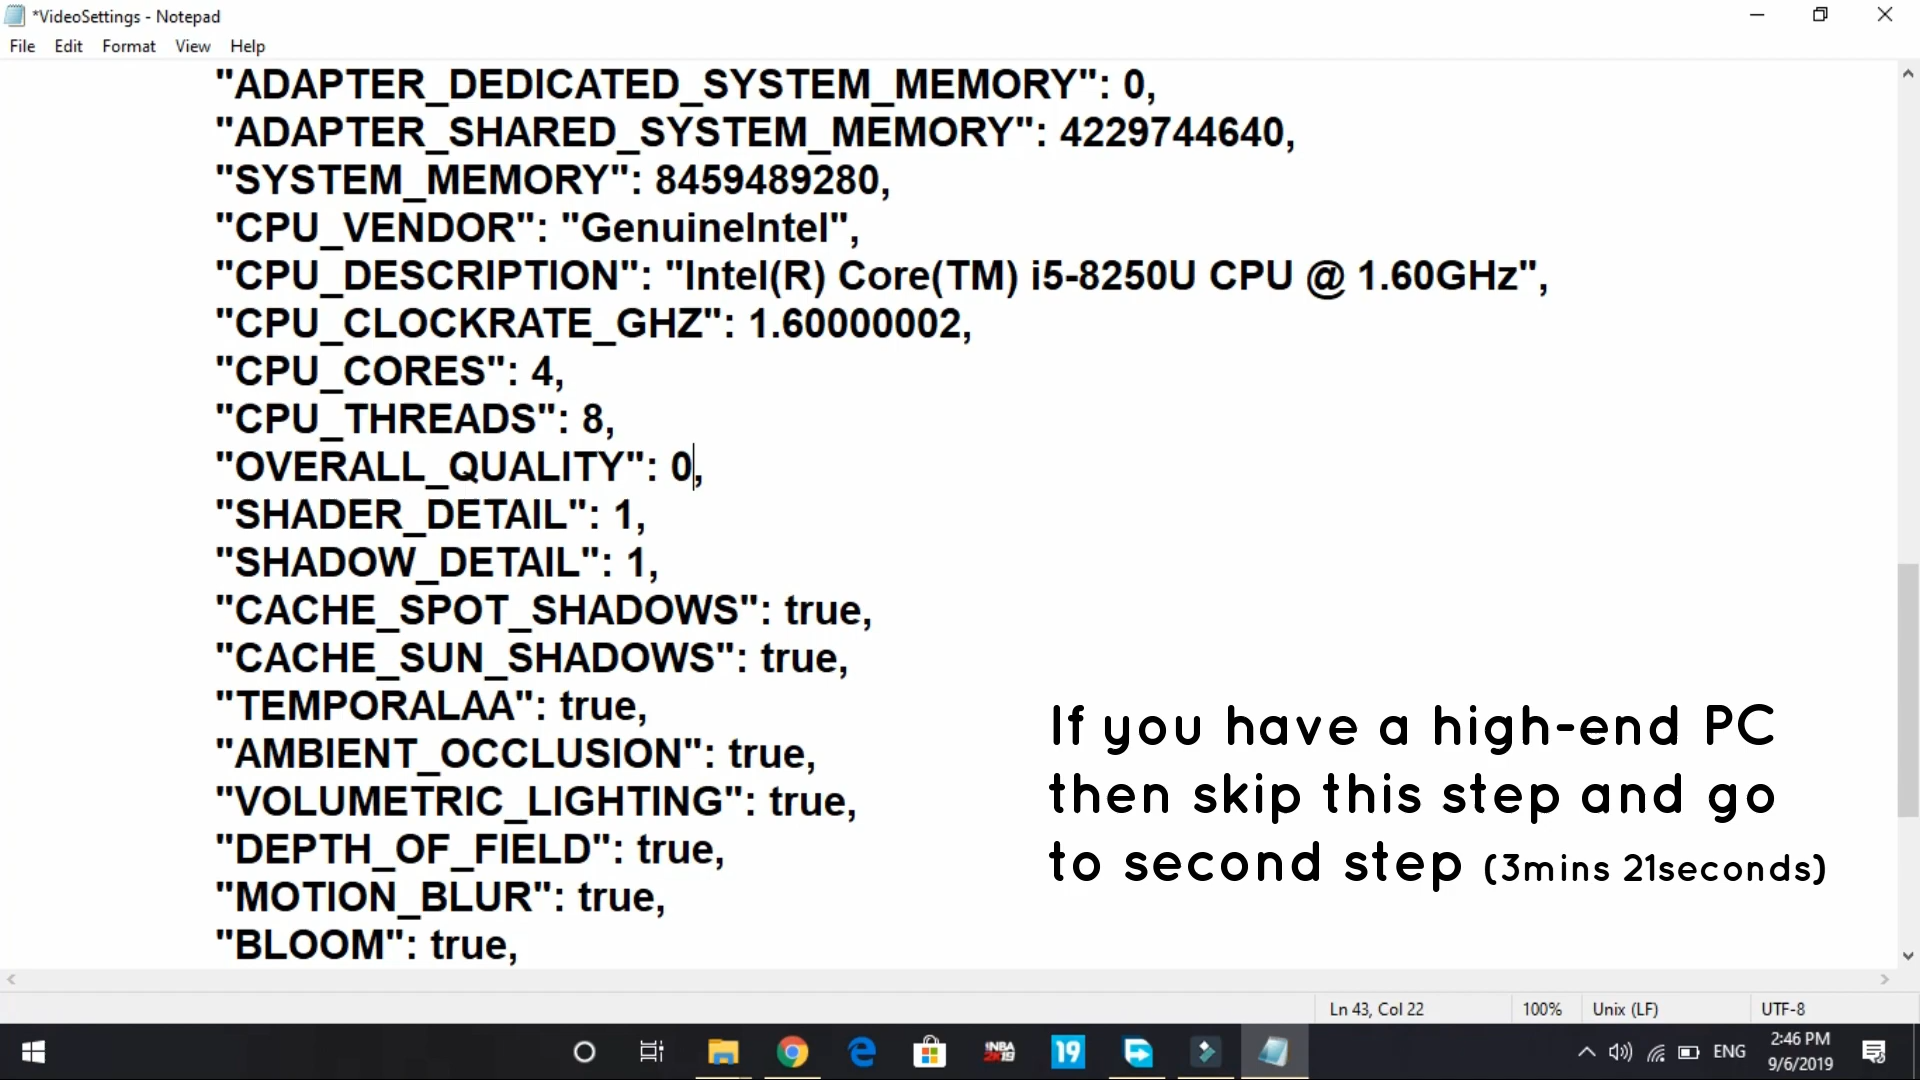 *VideoSettings - Notepad
File Edit Format View Help
"ADAPTER_DEDICATED_SYSTEM_MEMORY": 0,
"ADAPTER_SHARED_SYSTEM_MEMORY": 4229744640,
"SYSTEM_MEMORY": 8459489280,
"CPU_VENDOR": "GenuineIntel",
"CPU_DESCRIPTION": "Intel(R) Core(TM) i5-8250U CPU @ 1.60GHz",
"CPU_CLOCKRATE_GHZ": 1.60000002,
"CPU_CORES": 4,
"CPU_THREADS": 8,
"OVERALL_QUALITY": 0,
"SHADER_DETAIL": 1,
"SHADOW_DETAIL": 1,
"CACHE_SPOT_SHADOWS": true,
"CACHE_SUN_SHADOWS": true,
"TEMPORALAA": true,
"AMBIENT_OCCLUSION": true,
"VOLUMETRIC_LIGHTING": true,
"DEPTH_OF_FIELD": true,
"MOTION_BLUR": true,
"BLOOM": true,
If you have a high-end PC
then skip this step and go
to second step (3mins 21seconds)
Ln 43, Col 22 100% Unix (LF) UTF-8
NBA 2K19 19 ENG 2:46 PM
9/6/2019